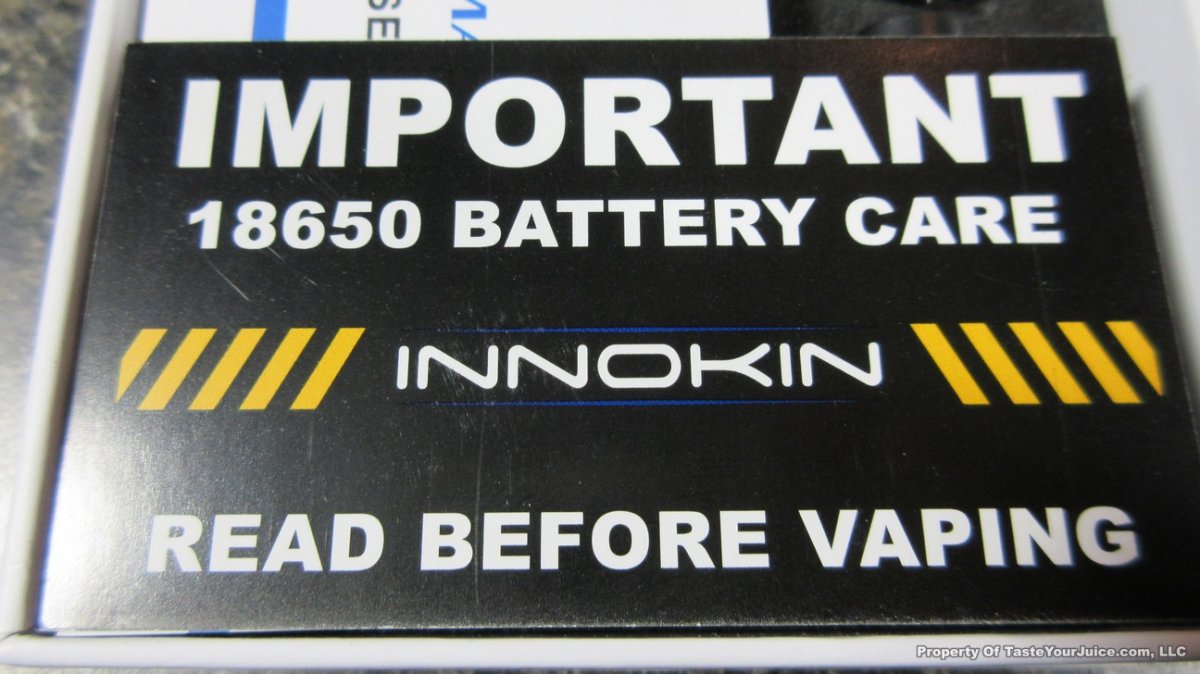 IMPORTANT
18650 BATTERY CARE
INNOKIN
READ BEFORE VAPING
Property Of TasteYourJuice.com, LLC